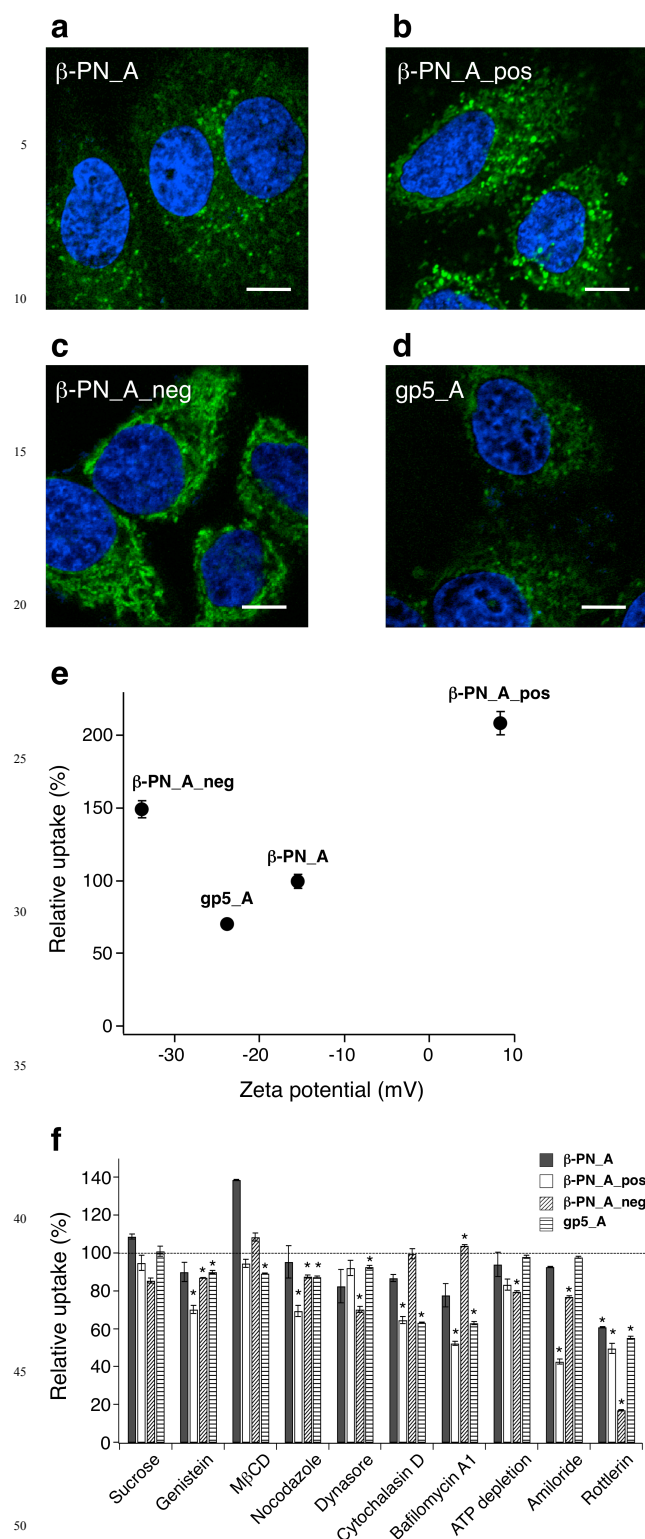 a
β-PN_A
b
β-PN_A_pos
5
10
c
β-PN_A_neg
d
gp5_A
15
20
e
Relative uptake (%)
200
150
100
50
0
-30 -20 -10 0 10
Zeta potential (mV)
β-PN_A_pos
β-PN_A_neg
β-PN_A
gp5_A
25
30
35
f
Relative uptake (%)
140
120
100
80
60
40
20
0
β-PN_A
β-PN_A_pos
β-PN_A_neg
gp5_A
* * *
*
* * *
* *
* *
* * *
*
* *
* * * *
Sucrose
Genistein
MβCD
Nocodazole
Dynasore
Cytochalasin D
Bafilomycin A1
ATP depletion
Amiloride
Rottlerin
40
45
50